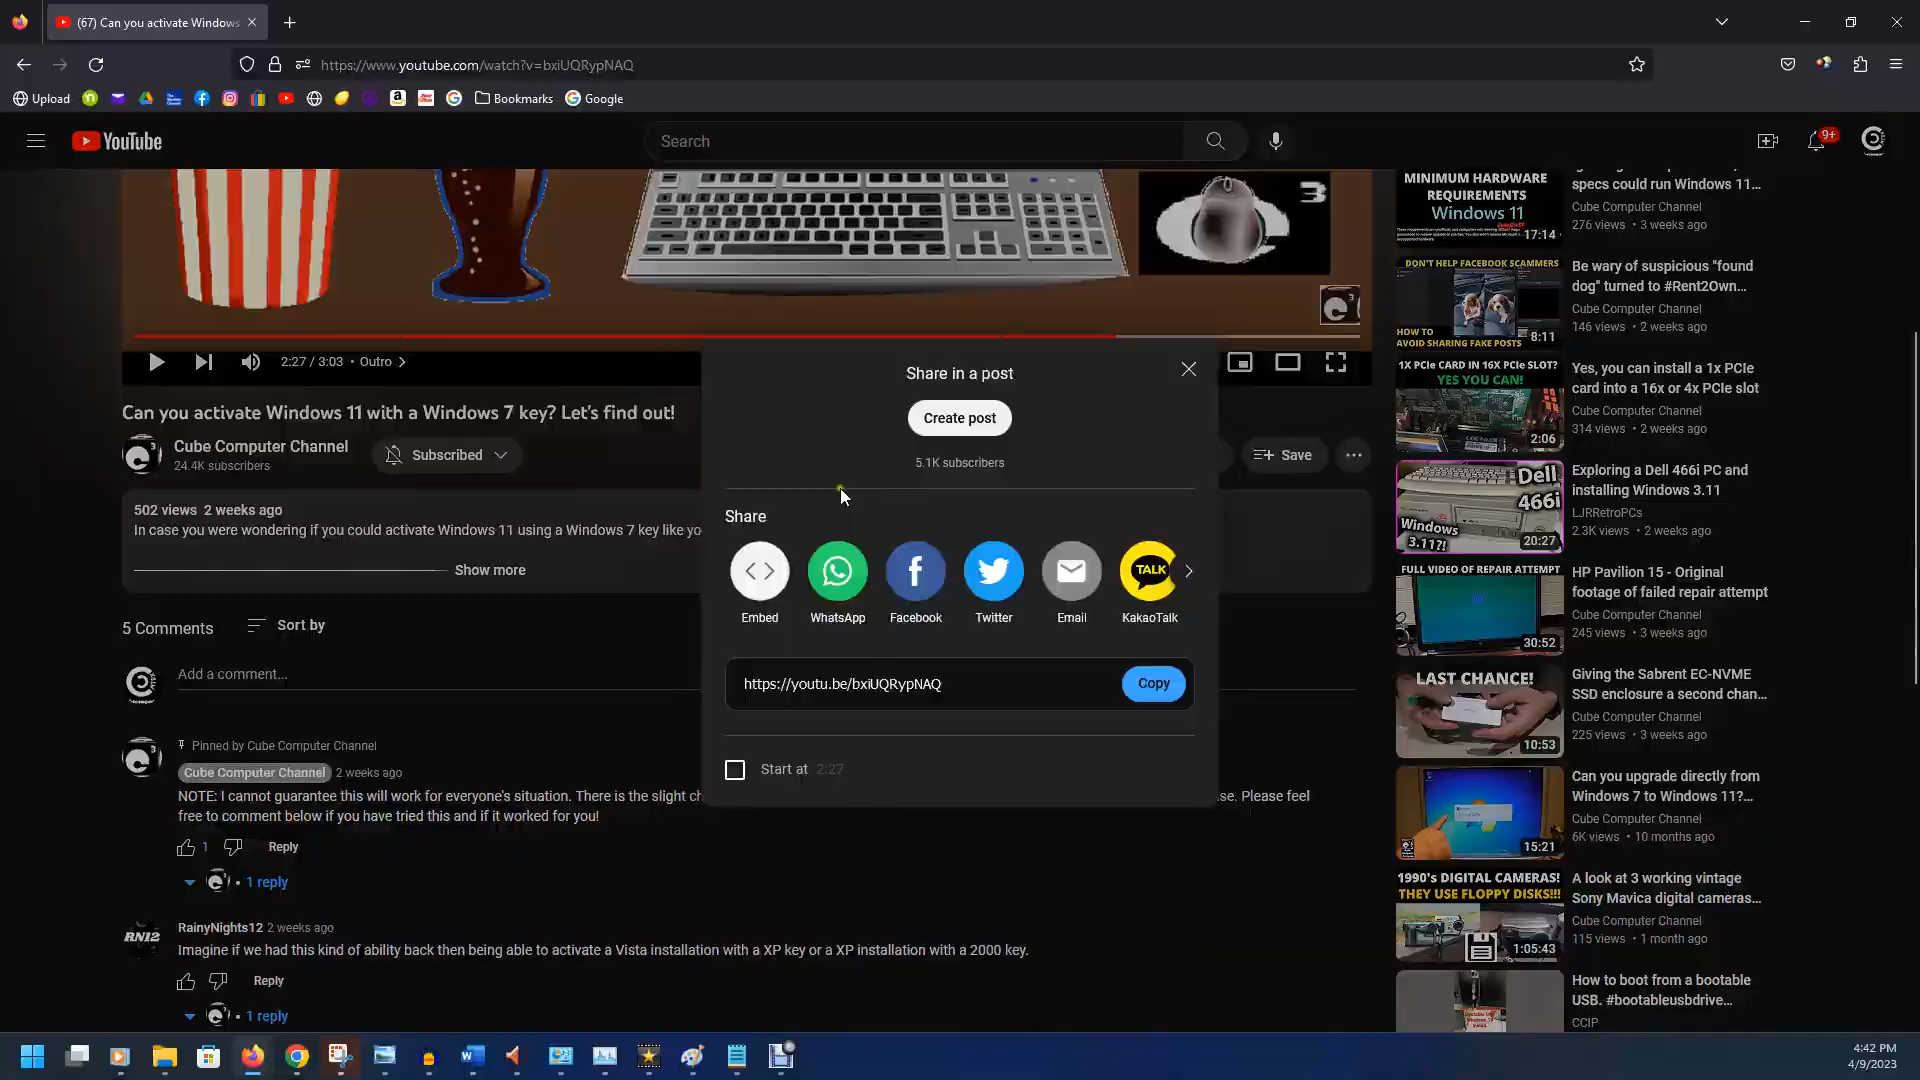 (67) Can you activate Windows
https://www.youtube.com/watch?v=bxiUQRypNAQ
Upload
Bookmarks
Google
YouTube
Search
9+
3
2:27 / 3:03 • Outro
Can you activate Windows 11 with a Windows 7 key? Let's find out!
Cube Computer Channel
24.4K subscribers
Subscribed
Save
502 views 2 weeks ago
In case you were wondering if you could activate Windows 11 using a Windows 7 key like yo
Show more
5 Comments
Sort by
Add a comment...
Pinned by Cube Computer Channel
Cube Computer Channel 2 weeks ago
NOTE: I cannot guarantee this will work for everyone's situation. There is the slight ch
se. Please feel
free to comment below if you have tried this and if it worked for you!
1
Reply
• 1 reply
RN12
RainyNights12 2 weeks ago
Imagine if we had this kind of ability back then being able to activate a Vista installation with a XP key or a XP installation with a 2000 key.
Reply
• 1 reply
Share in a post
Create post
5.1K subscribers
Share
Embed
WhatsApp
Facebook
Twitter
TALK
Email
KakaoTalk
https://youtu.be/bxiUQRypNAQ
Copy
Start at 2:27
MINIMUM HARDWARE
REQUIREMENTS
Windows 11
17:14
specs could run Windows 11...
Cube Computer Channel
276 views • 3 weeks ago
DON'T HELP FACEBOOK SCAMMERS
HOW TO
AVOID SHARING FAKE POSTS
8:11
Be wary of suspicious "found
dog" turned to #Rent2Own...
Cube Computer Channel
146 views • 2 weeks ago
1X PCIe CARD IN 16X PCIe SLOT?
YES YOU CAN!
2:06
Yes, you can install a 1x PCIe
card into a 16x or 4x PCIe slot
Cube Computer Channel
314 views • 2 weeks ago
Dell
466i
Windows
3.11?!
20:27
Exploring a Dell 466i PC and
installing Windows 3.11
LJRRetroPCs
2.3K views • 2 weeks ago
FULL VIDEO OF REPAIR ATTEMPT
30:52
HP Pavilion 15 - Original
footage of failed repair attempt
Cube Computer Channel
245 views • 3 weeks ago
LAST CHANCE!
10:53
Giving the Sabrent EC-NVME
SSD enclosure a second chan...
Cube Computer Channel
225 views • 3 weeks ago
15:21
Can you upgrade directly from
Windows 7 to Windows 11?...
Cube Computer Channel
6K views • 10 months ago
1990's DIGITAL CAMERAS!
THEY USE FLOPPY DISKS!!!
1:05:43
A look at 3 working vintage
Sony Mavica digital cameras...
Cube Computer Channel
115 views • 1 month ago
How to boot from a bootable
USB. #bootableusbdrive...
CCIP
4:42 PM
4/9/2023